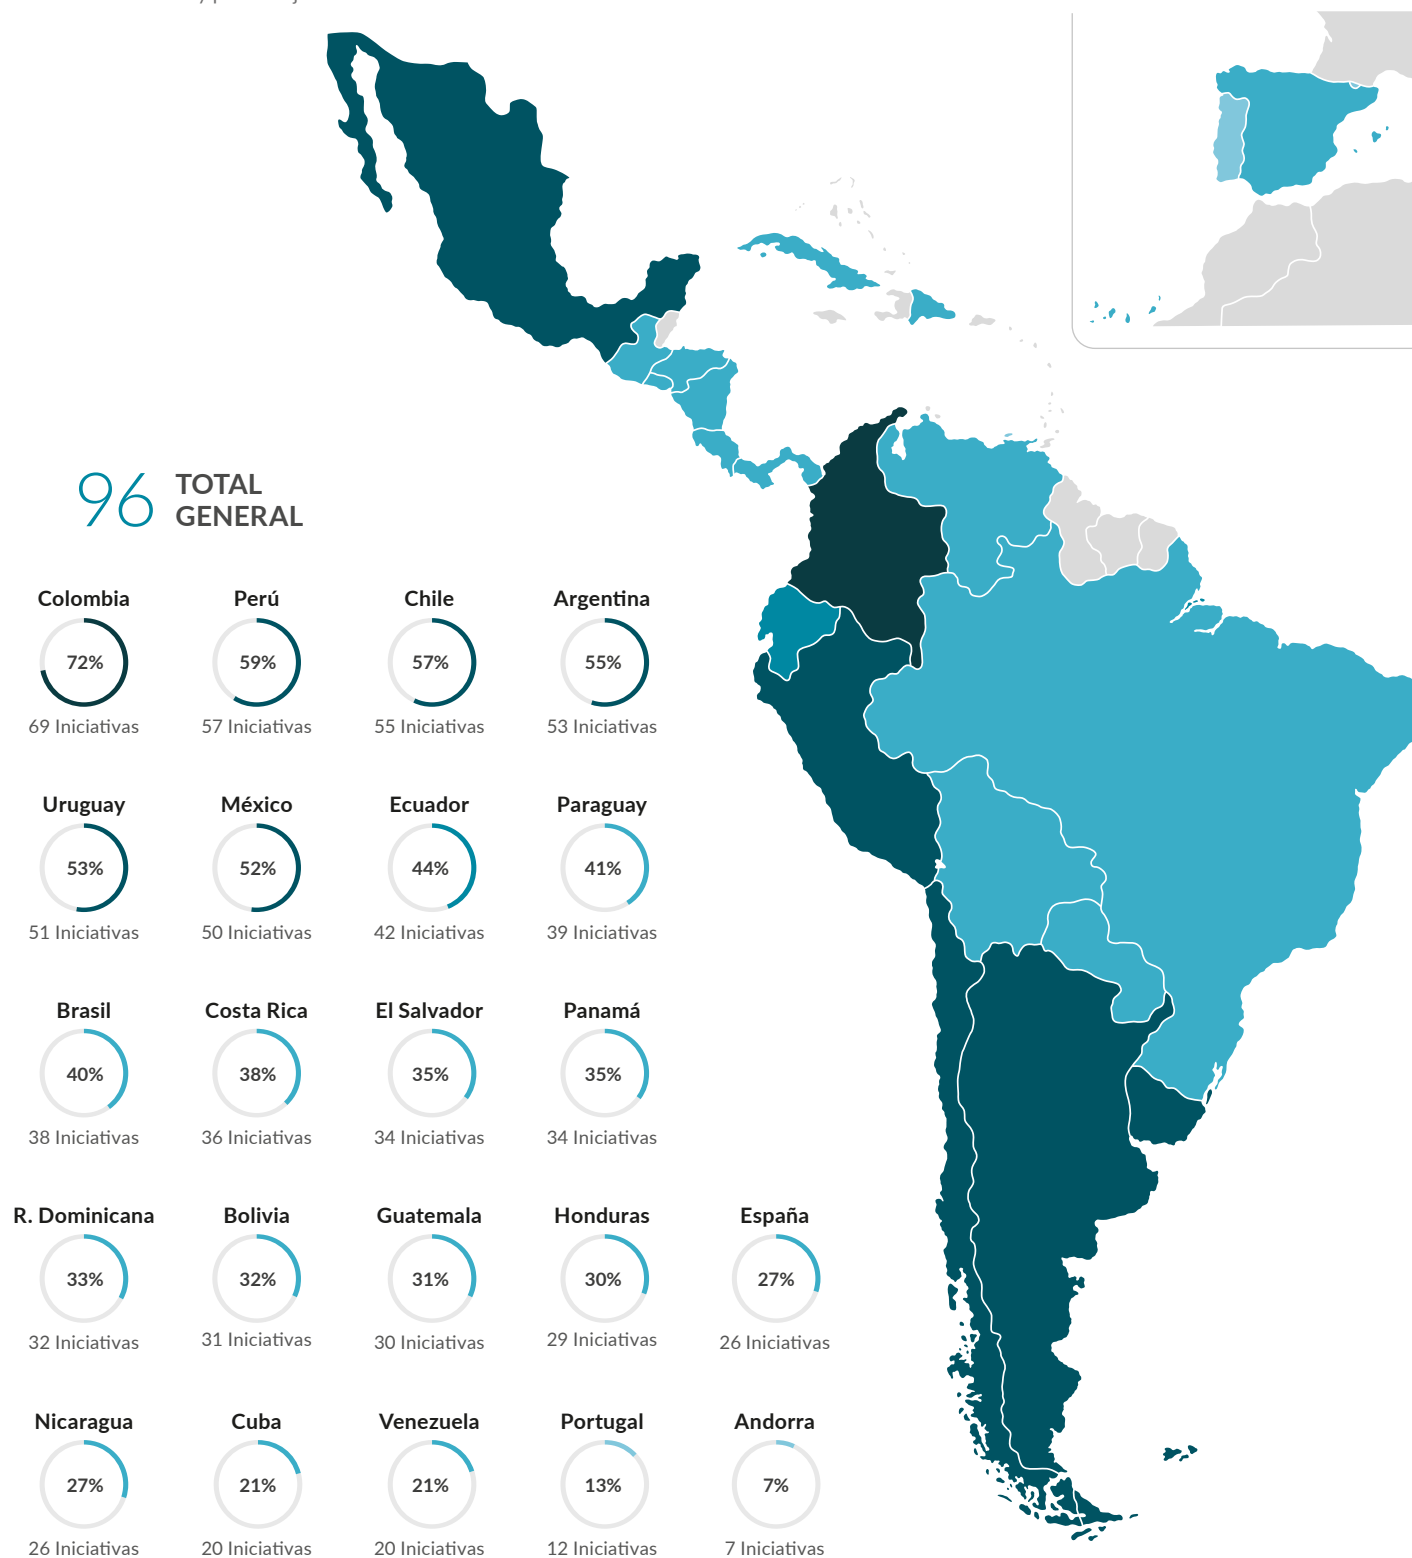 96 TOTAL
GENERAL
Colombia
72%
69 Iniciativas
Perú
59%
57 Iniciativas
Chile
57%
55 Iniciativas
Argentina
55%
53 Iniciativas
Uruguay
53%
51 Iniciativas
México
52%
50 Iniciativas
Ecuador
44%
42 Iniciativas
Paraguay
41%
39 Iniciativas
Brasil
40%
38 Iniciativas
Costa Rica
38%
36 Iniciativas
El Salvador
35%
34 Iniciativas
Panamá
35%
34 Iniciativas
R. Dominicana
33%
32 Iniciativas
Bolivia
32%
31 Iniciativas
Guatemala
31%
30 Iniciativas
Honduras
30%
29 Iniciativas
España
27%
26 Iniciativas
Nicaragua
27%
26 Iniciativas
Cuba
21%
20 Iniciativas
Venezuela
21%
20 Iniciativas
Portugal
13%
12 Iniciativas
Andorra
7%
7 Iniciativas